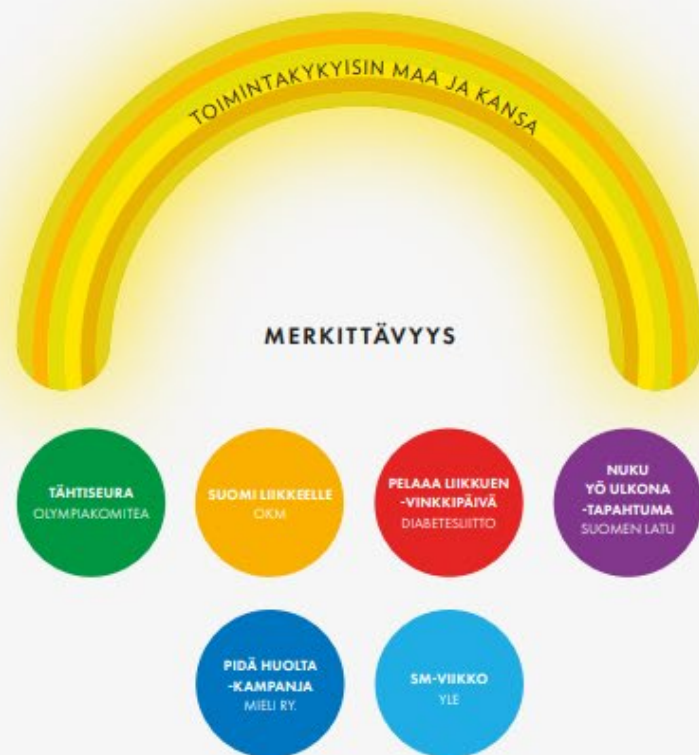 TOIMINTAKYKYISIN MAA JA KANSA
MERKITTÄVYYS
TÄHTISEURA
OLYMPIAKOMITEA
SUOMI LIIKKEELLE
OKM
PELAAA LIIKKUEN
-VINKKIPÄIVÄ
DIABETESLIITTO
NUKU
YÖ ULKONA
-TAPAHTUMA
SUOMEN LATU
PIDÄ HUOLTA
-KAMPANJA
MIELI RY.
SM-VIIKKO
YLE